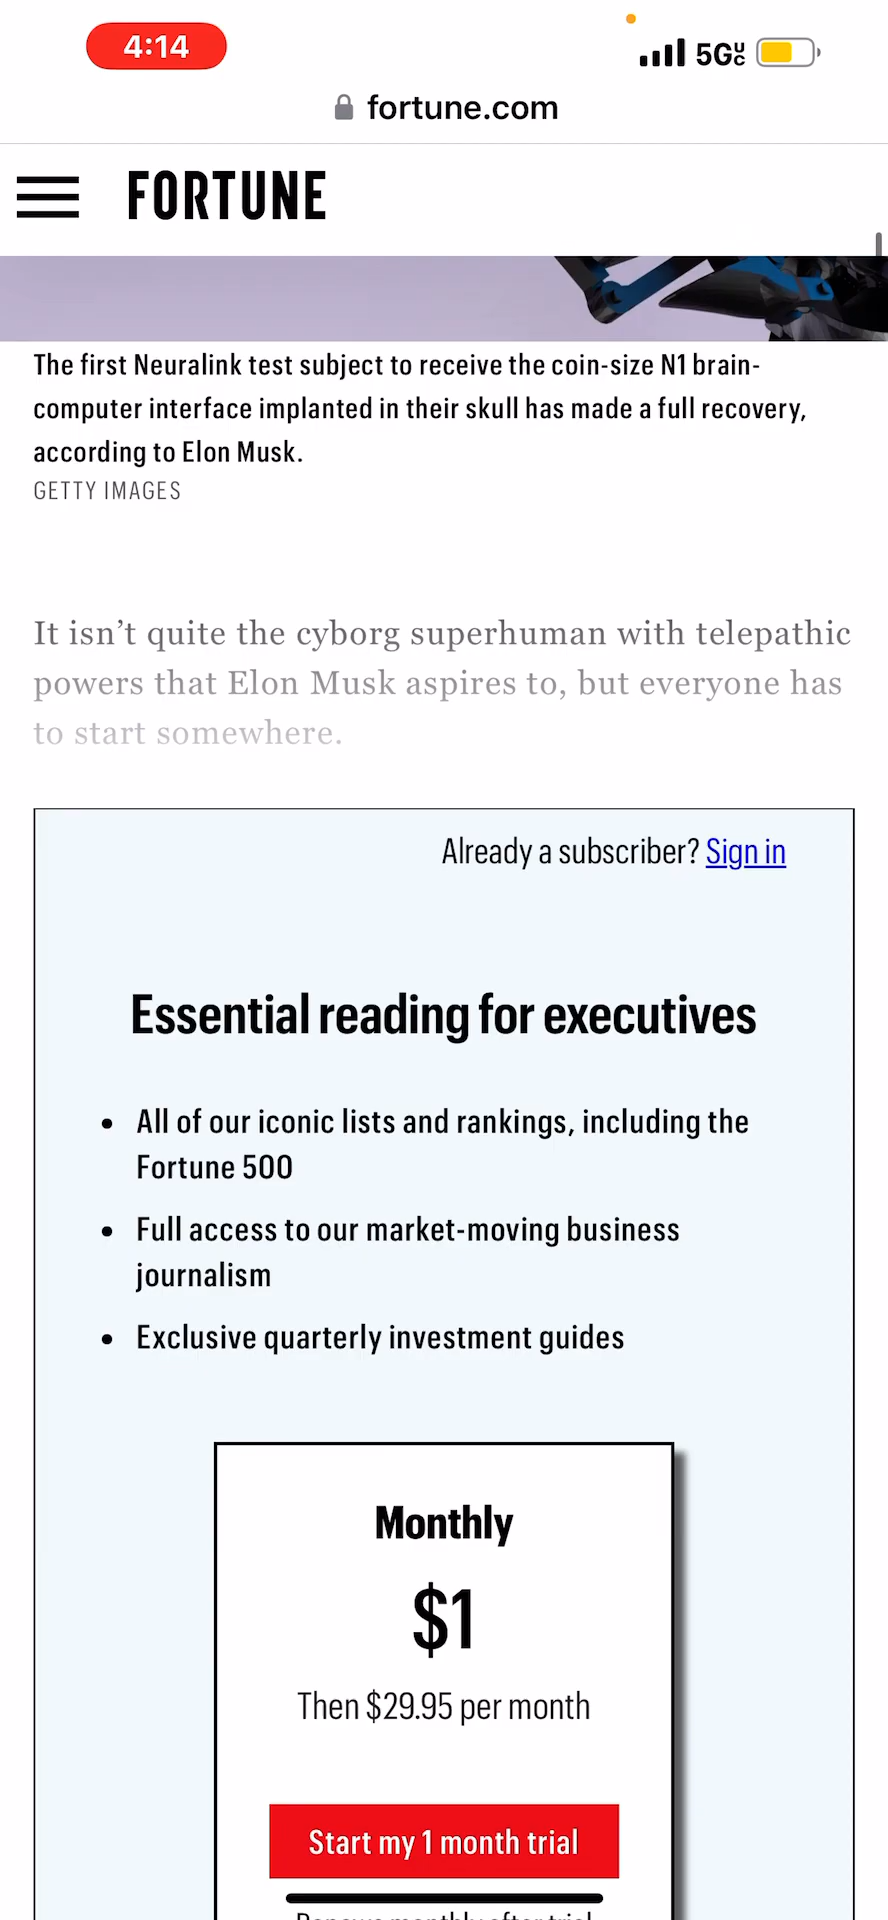 4:14
5G
fortune.com
FORTUNE
The first Neuralink test subject to receive the coin-size N1 brain-
computer interface implanted in their skull has made a full recovery,
according to Elon Musk.
GETTY IMAGES
It isn’t quite the cyborg superhuman with telepathic
powers that Elon Musk aspires to, but everyone has
to start somewhere.
Already a subscriber? Sign in
Essential reading for executives
• All of our iconic lists and rankings, including the
Fortune 500
• Full access to our market-moving business
journalism
• Exclusive quarterly investment guides
Monthly
$1
Then $29.95 per month
Start my 1 month trial
Renews monthly after trial